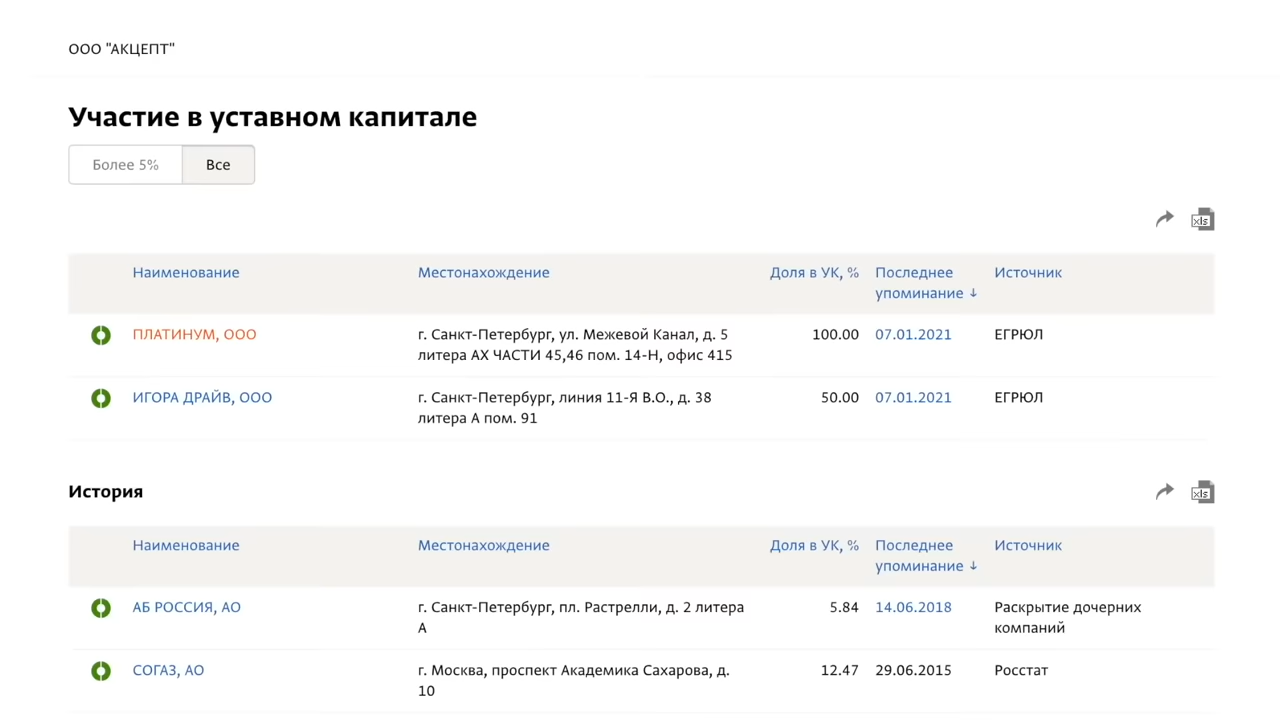 ООО "АКЦЕПТ"
Участие в уставном капитале
Более 5% Все
xls
Наименование Местонахождение Доля в УК, % Последнее упоминание ↓ Источник
ПЛАТИНУМ, ООО г. Санкт-Петербург, ул. Межевой Канал, д. 5 100.00 07.01.2021 ЕГРЮЛ
литера АХ ЧАСТИ 45,46 пом. 14-Н, офис 415
ИГОРА ДРАЙВ, ООО г. Санкт-Петербург, линия 11-Я В.О., д. 38 50.00 07.01.2021 ЕГРЮЛ
литера А пом. 91
История
xls
Наименование Местонахождение Доля в УК, % Последнее упоминание ↓ Источник
АБ РОССИЯ, АО г. Санкт-Петербург, пл. Растрелли, д. 2 литера 5.84 14.06.2018 Раскрытие дочерних
А компаний
СОГАЗ, АО г. Москва, проспект Академика Сахарова, д. 12.47 29.06.2015 Росстат
10